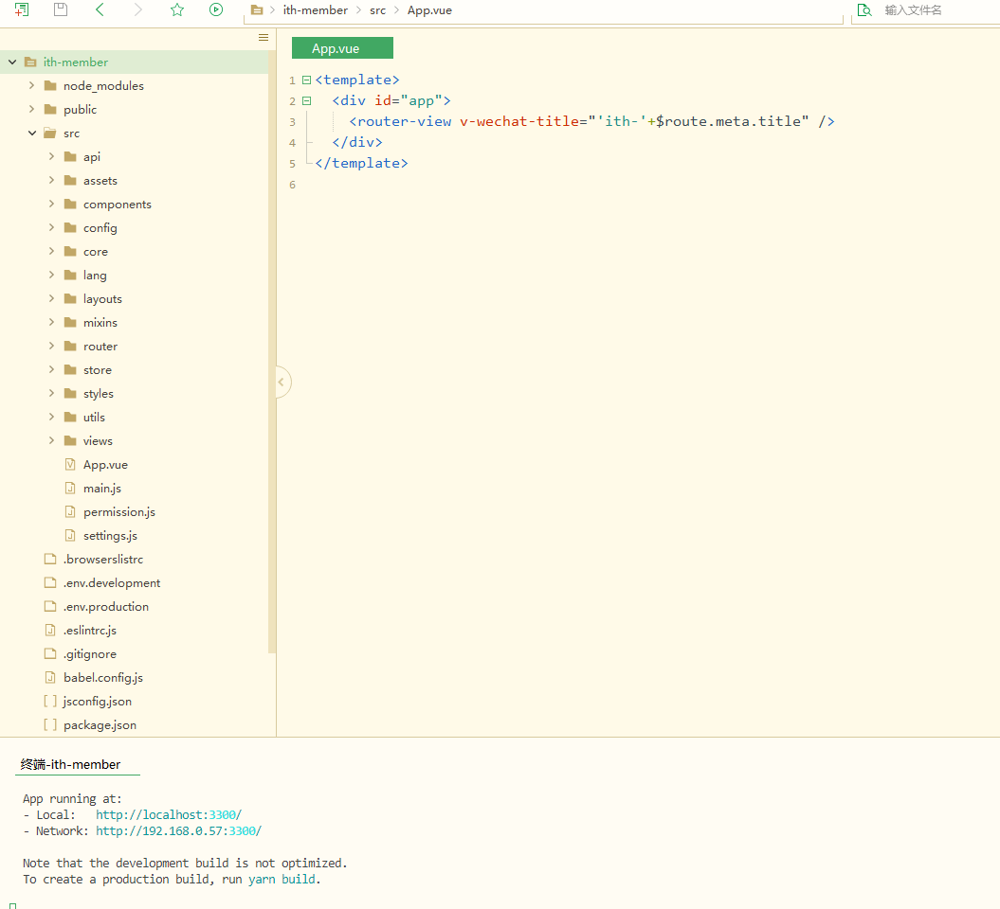 ith-member
src
App.vue
输入文件名
ith-member
node_modules
public
src
api
assets
components
config
core
lang
layouts
mixins
router
store
styles
utils
views
App.vue
main.js
permission.js
settings.js
.browserslistrc
.env.development
.env.production
.eslintrc.js
.gitignore
babel.config.js
jsconfig.json
package.json
App.vue
1 <template>
2 <div id="app">
3 <router-view v-wechat-title="'ith-'+$route.meta.title" />
4 </div>
5 </template>
6
终端-ith-member
App running at:
- Local: http://localhost:3300/
- Network: http://192.168.0.57:3300/
Note that the development build is not optimized.
To create a production build, run yarn build.